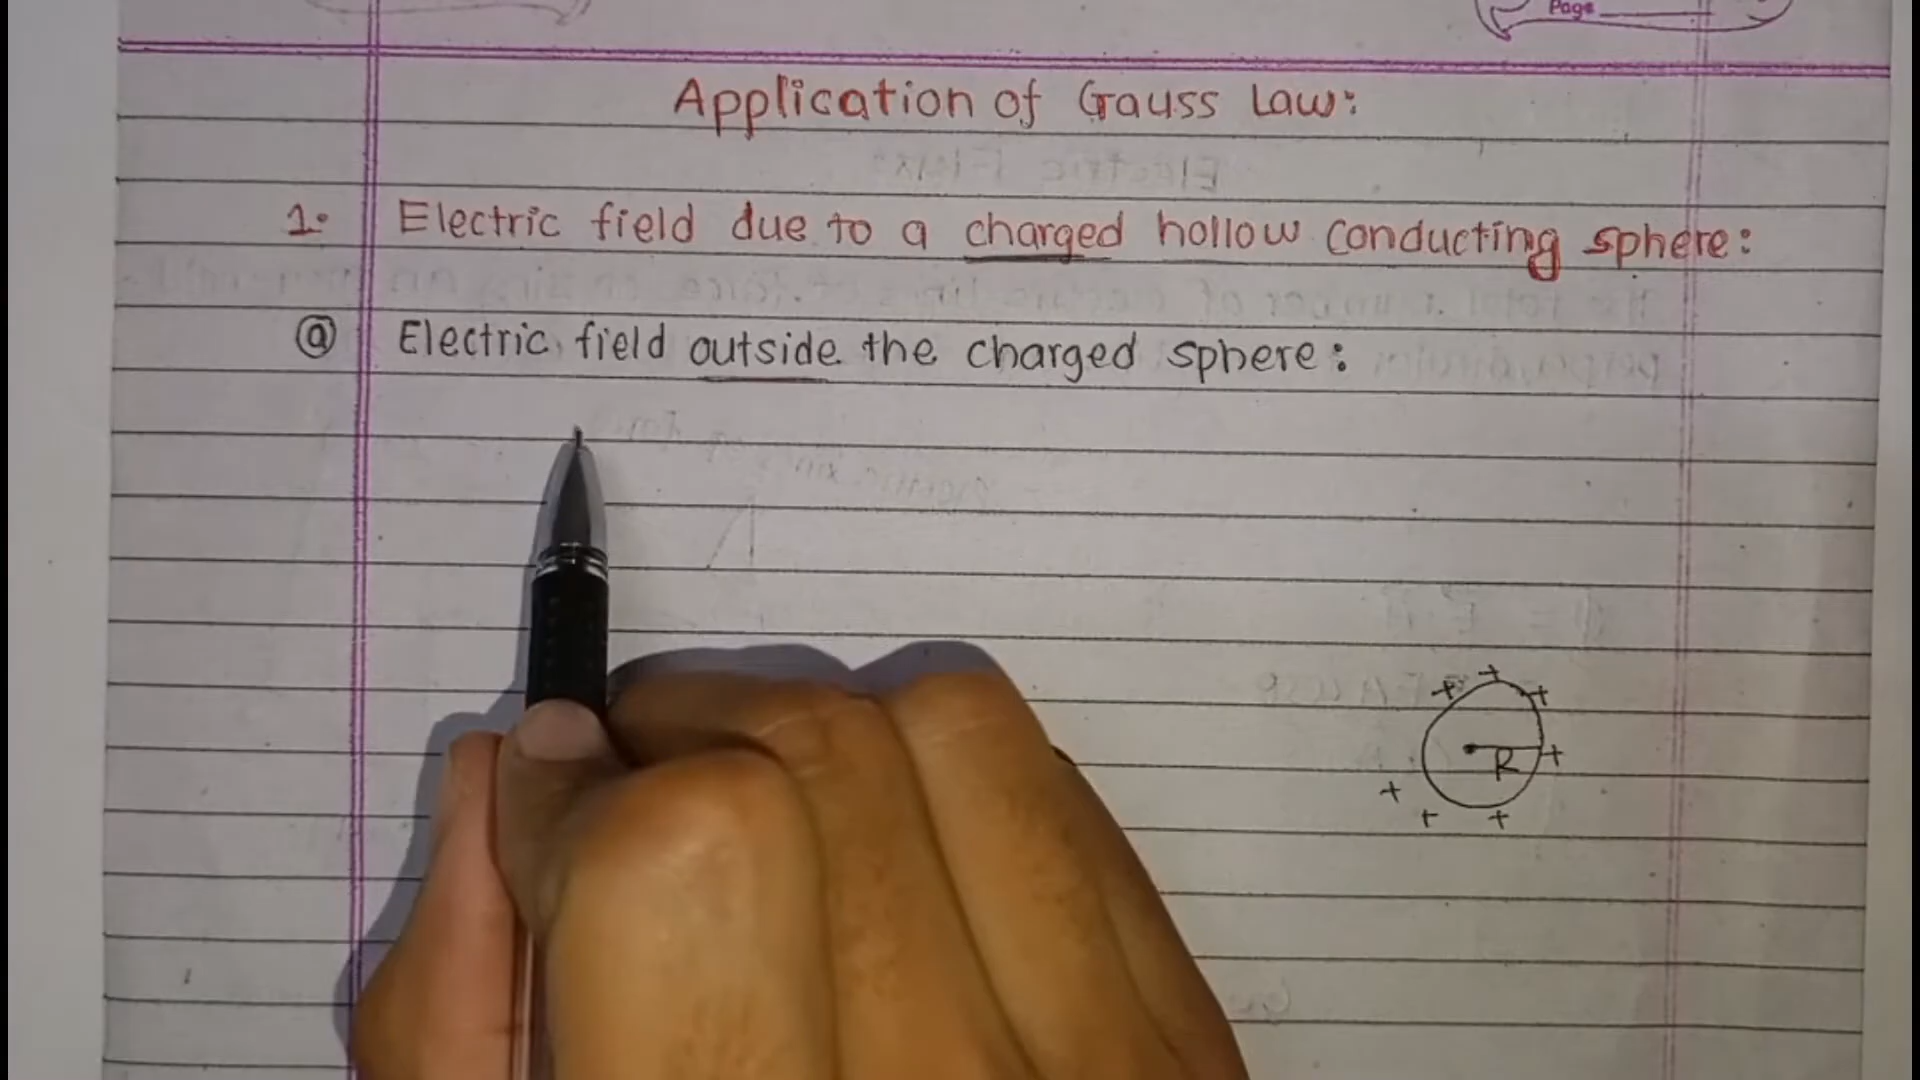 Page
Application of Gauss Law:
1. Electric field due to a charged hollow conducting sphere:
ⓐ Electric field outside the charged sphere:
+ + +
R +
+ + +